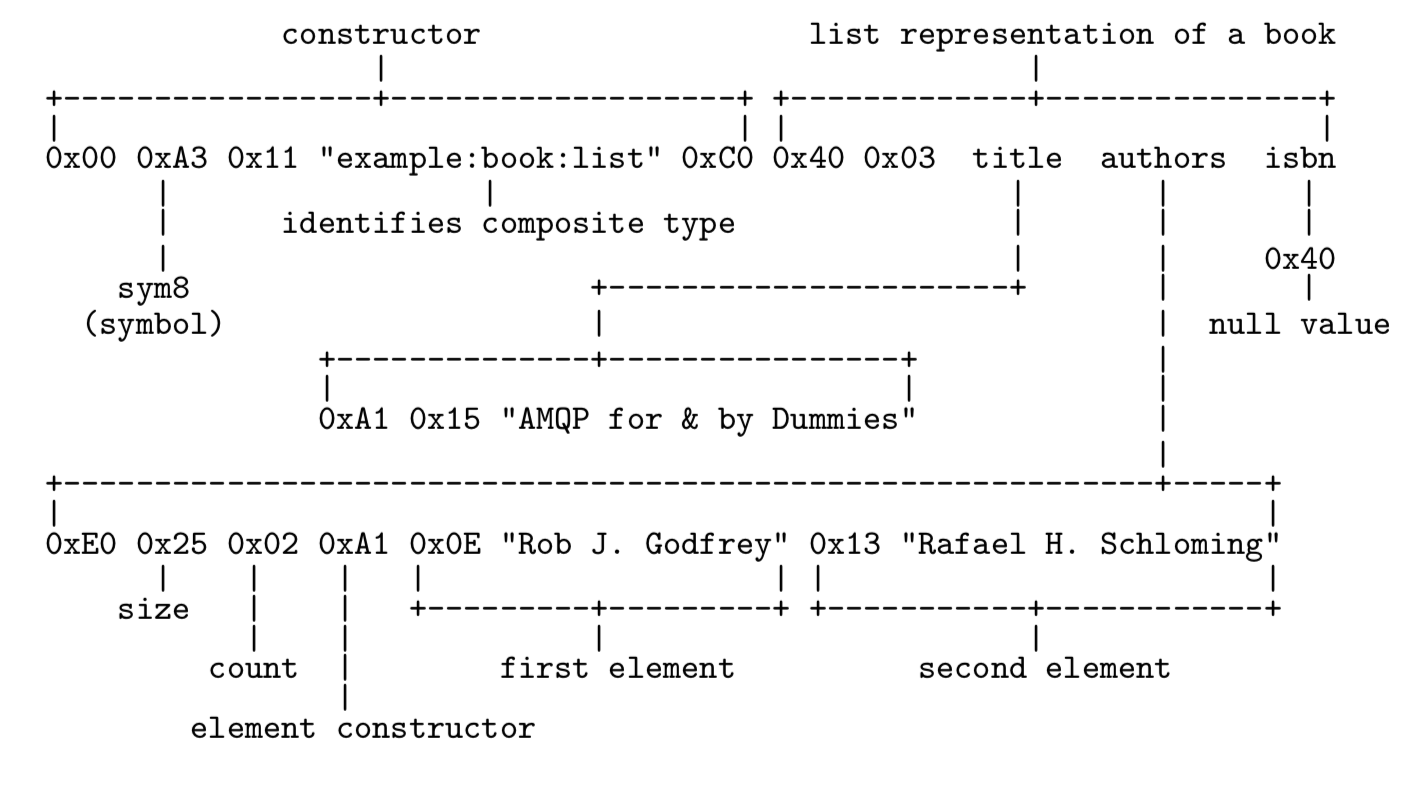 constructor list representation of a book
0x00 0xA3 0x11 "example:book:list" 0xC0 0x40 0x03 title authors isbn
identifies composite type
0x40
sym8
(symbol) null value
0xA1 0x15 "AMQP for & by Dummies"
0xE0 0x25 0x02 0xA1 0x0E "Rob J. Godfrey" 0x13 "Rafael H. Schloming"
size
count first element second element
element constructor